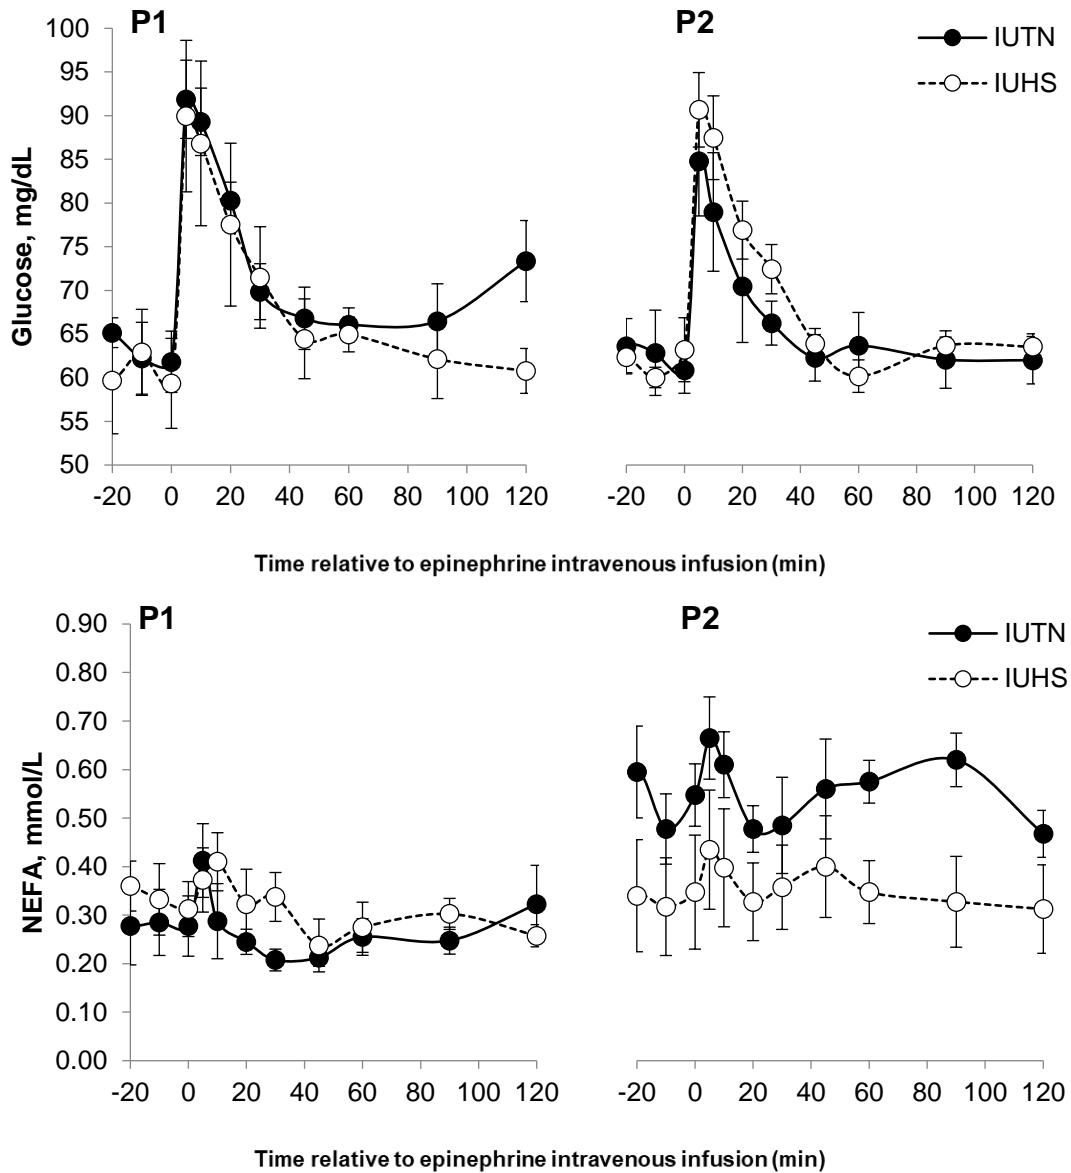 P1
P2
IUTN
IUHS
Glucose, mg/dL
100
95
90
85
80
75
70
65
60
55
50
-20 0 20 40 60 80 100 120
-20 0 20 40 60 80 100 120
Time relative to epinephrine intravenous infusion (min)
P1
P2
IUTN
IUHS
NEFA, mmol/L
0.90
0.80
0.70
0.60
0.50
0.40
0.30
0.20
0.10
0.00
-20 0 20 40 60 80 100 120
-20 0 20 40 60 80 100 120
Time relative to epinephrine intravenous infusion (min)